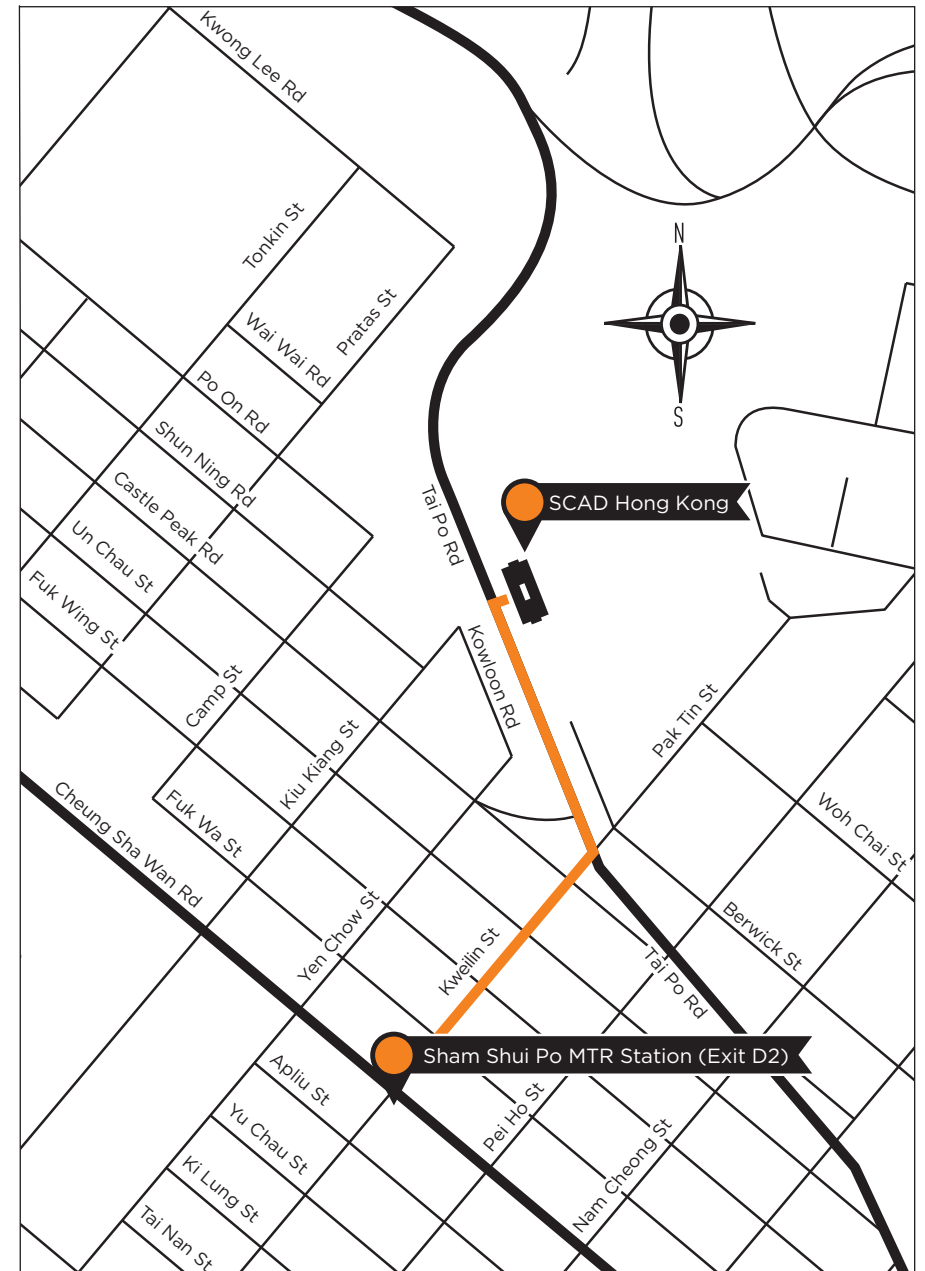 Kwong Lee Rd
Tonkin St
N
Wai Wai Rd
Pratas St
S
Po On Rd
Shun Ning Rd
Castle Peak Rd
Tai Po Rd
SCAD Hong Kong
Un Chau St
Fuk Wing St
Kowloon Rd
Camp St
Pak Tin St
Kiu Kiang St
Cheung Sha Wan Rd
Fuk Wa St
Woh Chai St
Yen Chow St
Kweilin St
Berwick St
Tai Po Rd
Sham Shui Po MTR Station (Exit D2)
Apliu St
Pei Ho St
Yu Chau St
Nam Cheong St
Ki Lung St
Tai Nan St